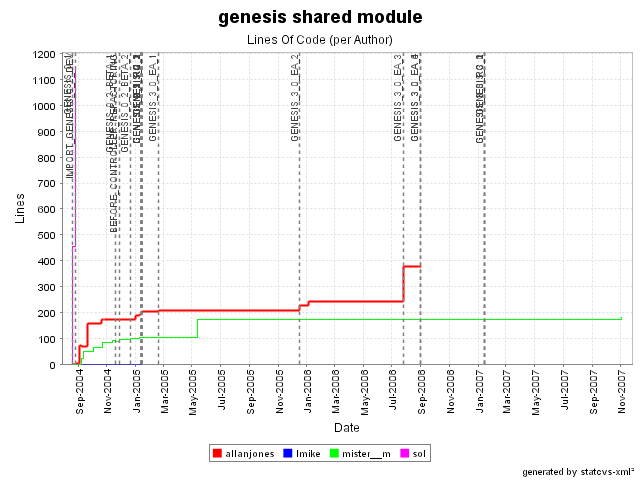 genesis shared module
Lines Of Code (per Author)
1200
1100
1000
900
800
700
600
500
400
300
200
100
0
Lines
BEFORE_CONTROLLER_REFACTORING
GENESIS_3_0_EA_1
GENESIS_3_0_EA_2
GENESIS_3_0_EA_3
GENESIS_3_0_EA_4
Sep-2004
Nov-2004
Jan-2005
Mar-2005
May-2005
Jul-2005
Sep-2005
Nov-2005
Jan-2006
Mar-2006
May-2006
Jul-2006
Sep-2006
Nov-2006
Jan-2007
Mar-2007
May-2007
Jul-2007
Sep-2007
Nov-2007
Date
allanjones lmike mister__m sol
generated by statcvs-xml²